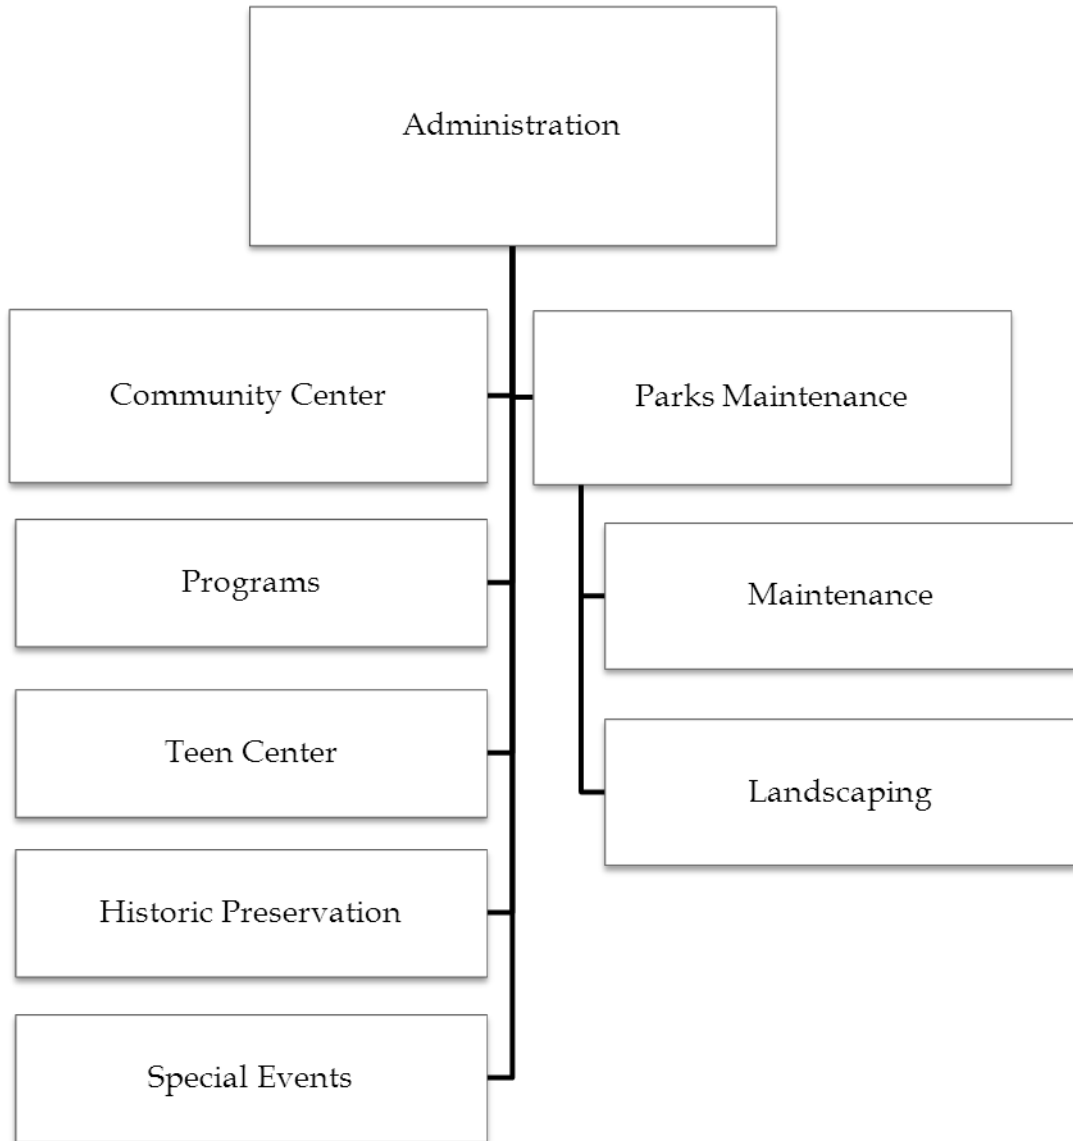 Administration
Community Center
Parks Maintenance
Programs
Maintenance
Teen Center
Landscaping
Historic Preservation
Special Events